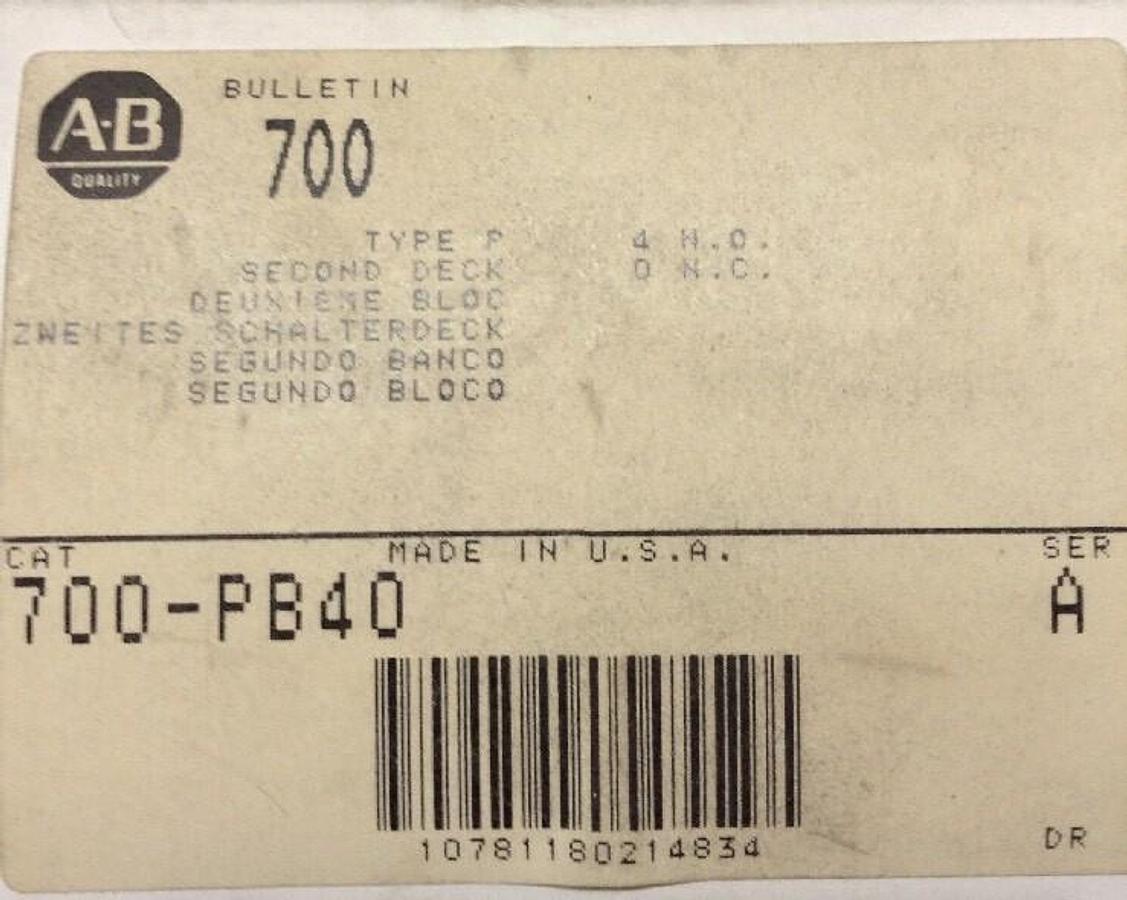 A-B
QUALITY
BULLETIN
700
TYPE P 4 N.O.
SECOND DECK 0 N.C.
DEUXIEME BLOC
ZWEITES SCHALTERDECK
SEGUNDO BANCO
SEGUNDO BLOCO
CAT MADE IN U.S.A. SER
700-PB40 A
10781180214834
DR